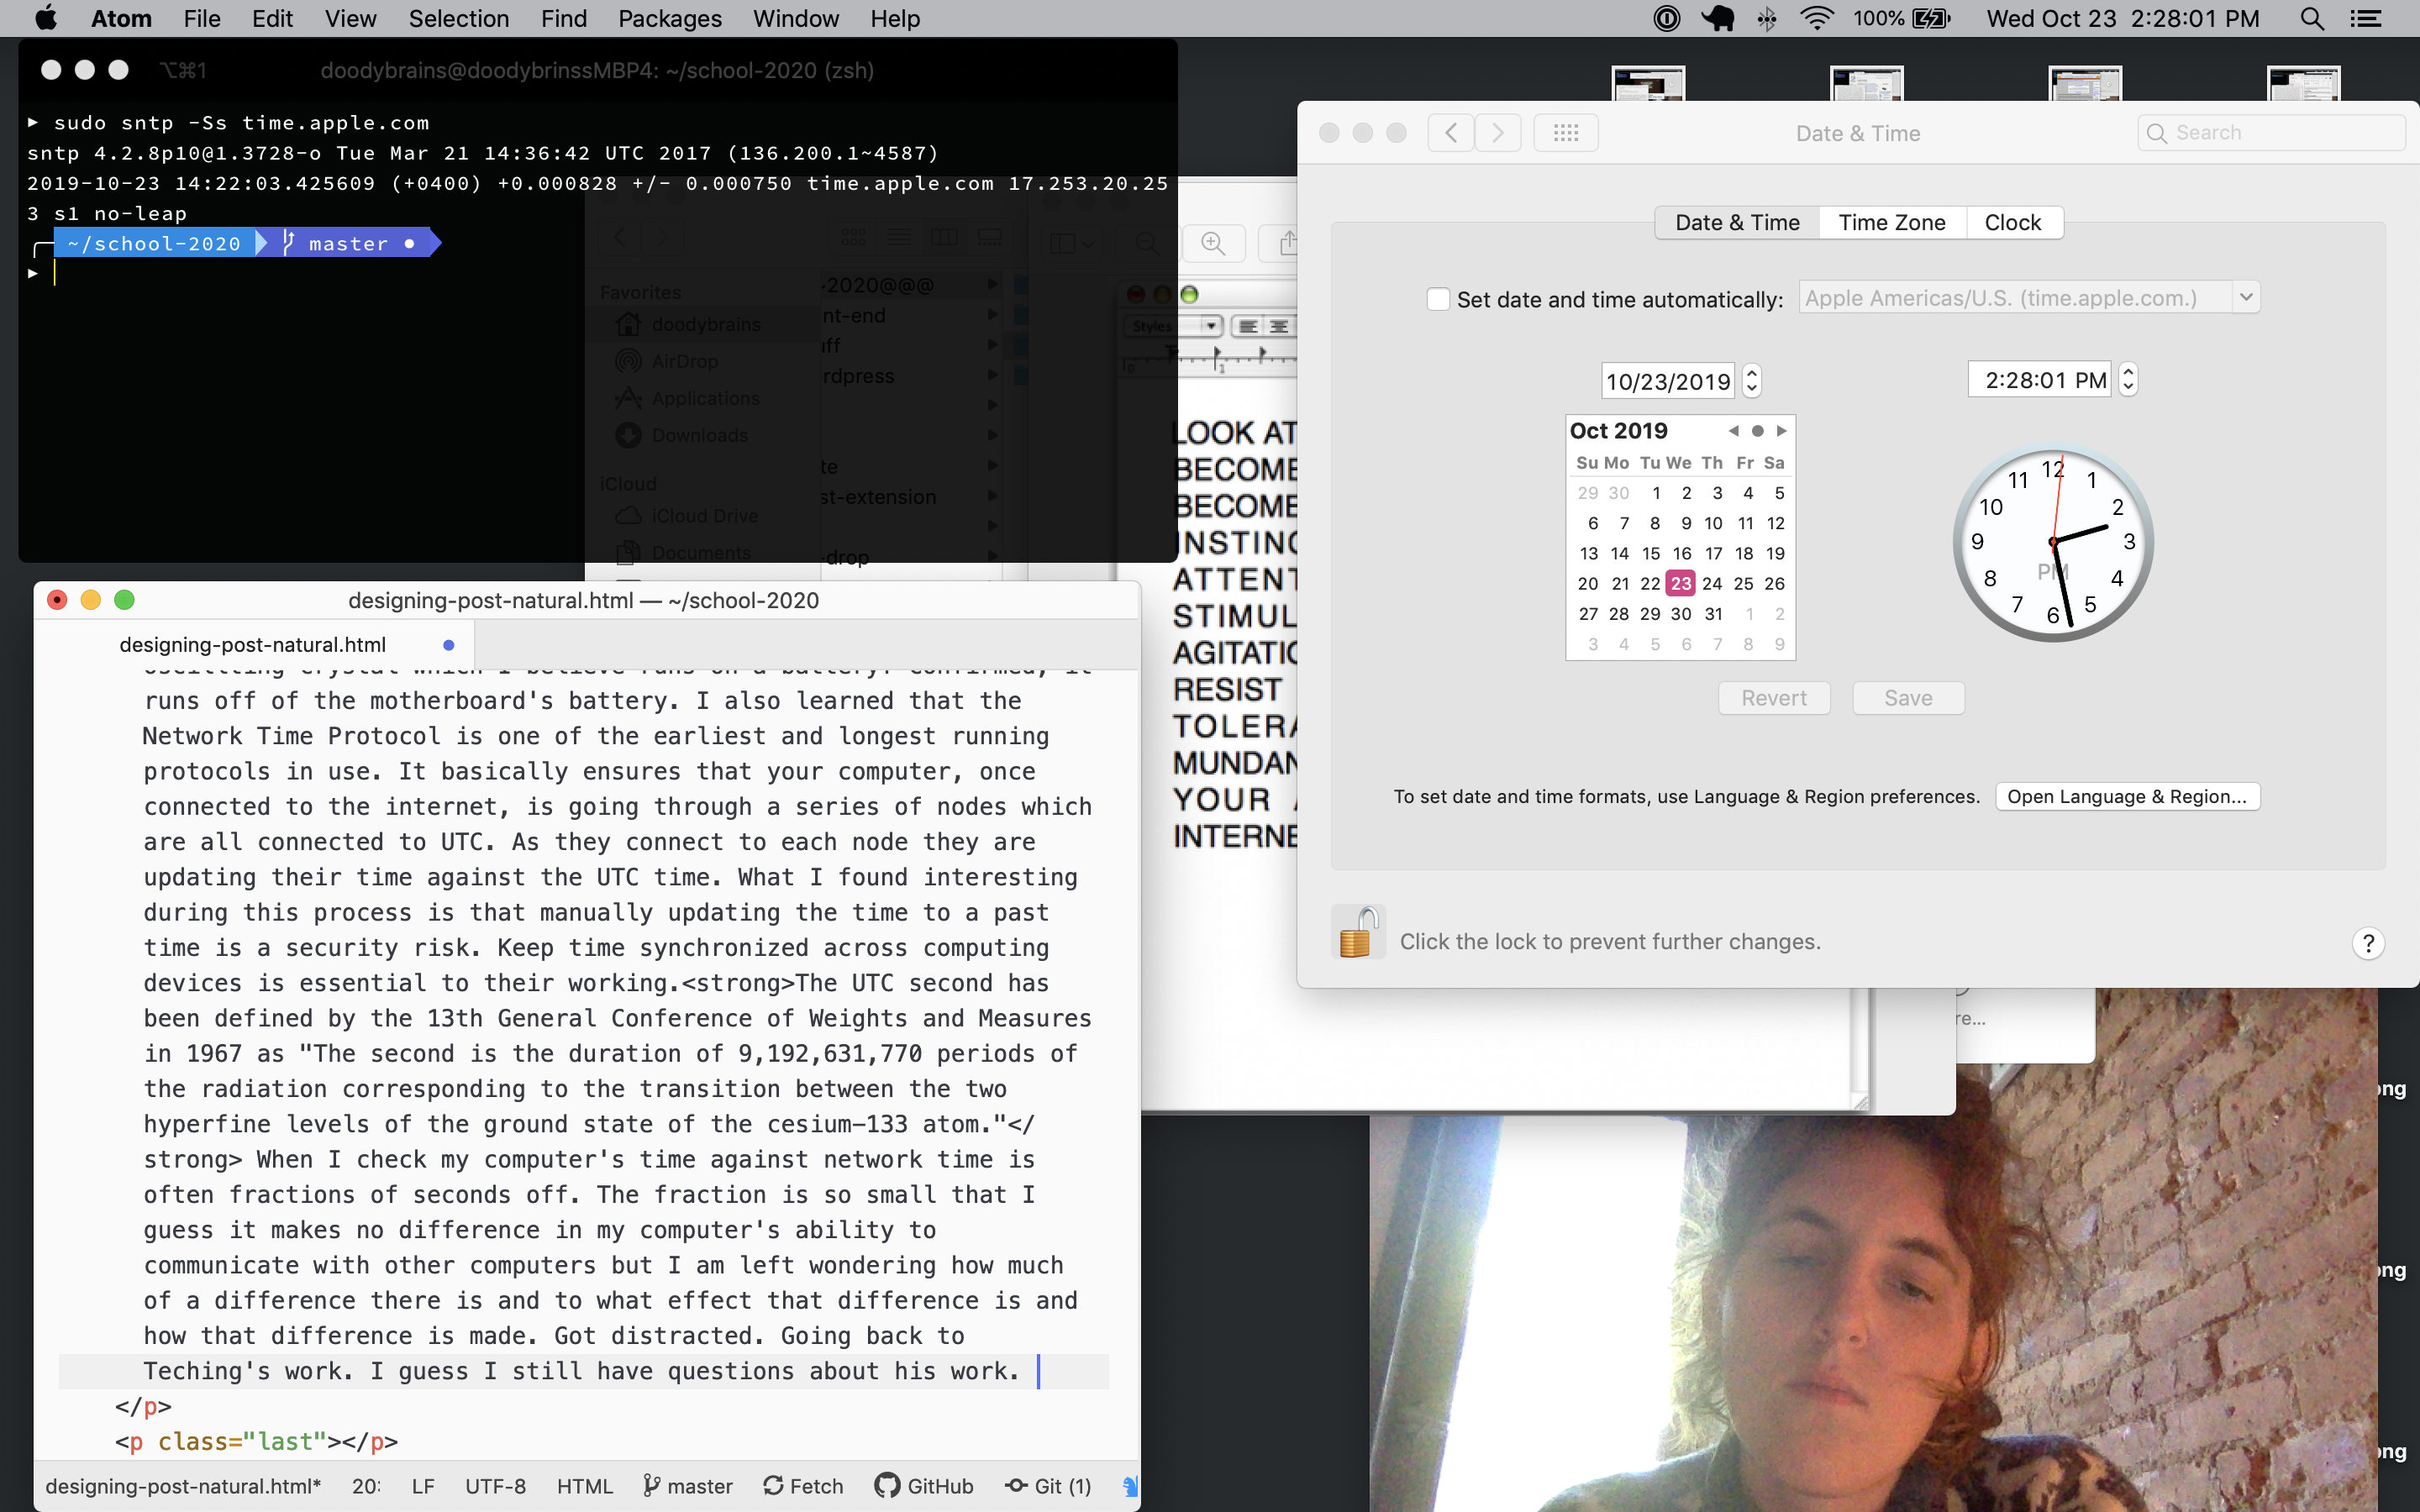 Atom File Edit View Selection Find Packages Window Help 100% Wed Oct 23 2:28:01 PM
⌥⌘1 doodybrains@doodybrinssMBP4: ~/school-2020 (zsh)
▸ sudo sntp -Ss time.apple.com
sntp 4.2.8p10@1.3728-o Tue Mar 21 14:36:42 UTC 2017 (136.200.1~4587)
2019-10-23 14:22:03.425609 (+0400) +0.000828 +/- 0.000750 time.apple.com 17.253.20.25
3 s1 no-leap
~/school-2020 master ●
▸
Favorites
doodybrains
AirDrop
Applications
Downloads
iCloud
iCloud Drive
Documents
-2020@@@
nt-end
uff
rdpress
te
st-extension
-drop
Styles
0 1
LOOK AT
BECOME
BECOME
INSTINC
ATTENT
STIMUL
AGITATIO
RESIST
TOLERA
MUNDAN
YOUR
INTERNE
Date & Time
Search
Date & Time Time Zone Clock
Set date and time automatically: Apple Americas/U.S. (time.apple.com.)
10/23/2019 2:28:01 PM
Oct 2019
Su Mo Tu We Th Fr Sa
29 30 1 2 3 4 5
6 7 8 9 10 11 12
13 14 15 16 17 18 19
20 21 22 23 24 25 26
27 28 29 30 31 1 2
3 4 5 6 7 8 9
12 1 2 3 4 5 6 7 8 9 10 11
PM
Revert Save
To set date and time formats, use Language & Region preferences. Open Language & Region...
Click the lock to prevent further changes. ?
re...
ong
ong
ong
designing-post-natural.html — ~/school-2020
designing-post-natural.html
oscillting crystal which I believe runs on a battery. Confirmed, it
runs off of the motherboard's battery. I also learned that the
Network Time Protocol is one of the earliest and longest running
protocols in use. It basically ensures that your computer, once
connected to the internet, is going through a series of nodes which
are all connected to UTC. As they connect to each node they are
updating their time against the UTC time. What I found interesting
during this process is that manually updating the time to a past
time is a security risk. Keep time synchronized across computing
devices is essential to their working.<strong>The UTC second has
been defined by the 13th General Conference of Weights and Measures
in 1967 as "The second is the duration of 9,192,631,770 periods of
the radiation corresponding to the transition between the two
hyperfine levels of the ground state of the cesium-133 atom."</
strong> When I check my computer's time against network time is
often fractions of seconds off. The fraction is so small that I
guess it makes no difference in my computer's ability to
communicate with other computers but I am left wondering how much
of a difference there is and to what effect that difference is and
how that difference is made. Got distracted. Going back to
Teching's work. I guess I still have questions about his work.
</p>
<p class="last"></p>
designing-post-natural.html* 20: LF UTF-8 HTML master Fetch GitHub Git (1)